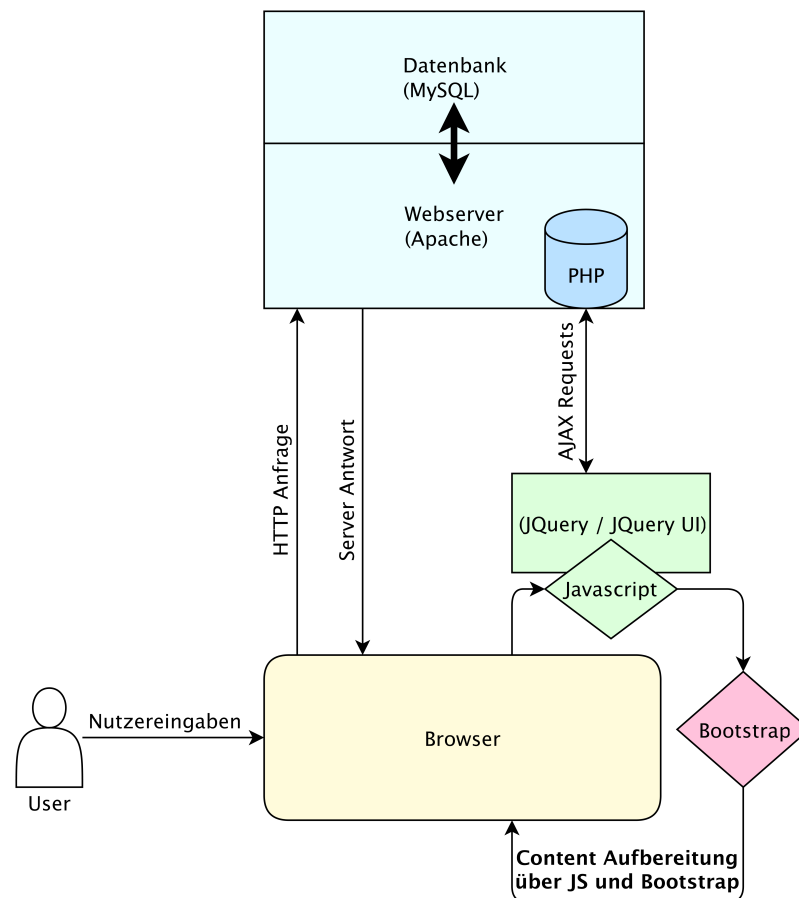 Datenbank
(MySQL)
Webserver
(Apache)
PHP
HTTP Anfrage
Server Antwort
AJAX Requests
(JQuery / JQuery UI)
Javascript
Nutzereingaben
User
Browser
Bootstrap
Content Aufbereitung
über JS und Bootstrap